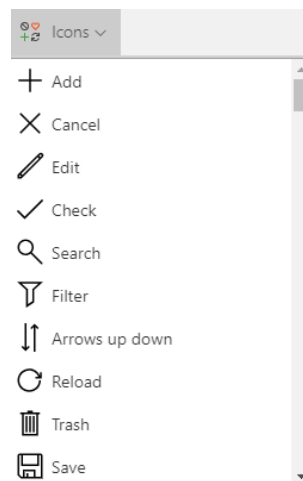 Icons
Add
Cancel
Edit
Check
Search
Filter
Arrows up down
Reload
Trash
Save